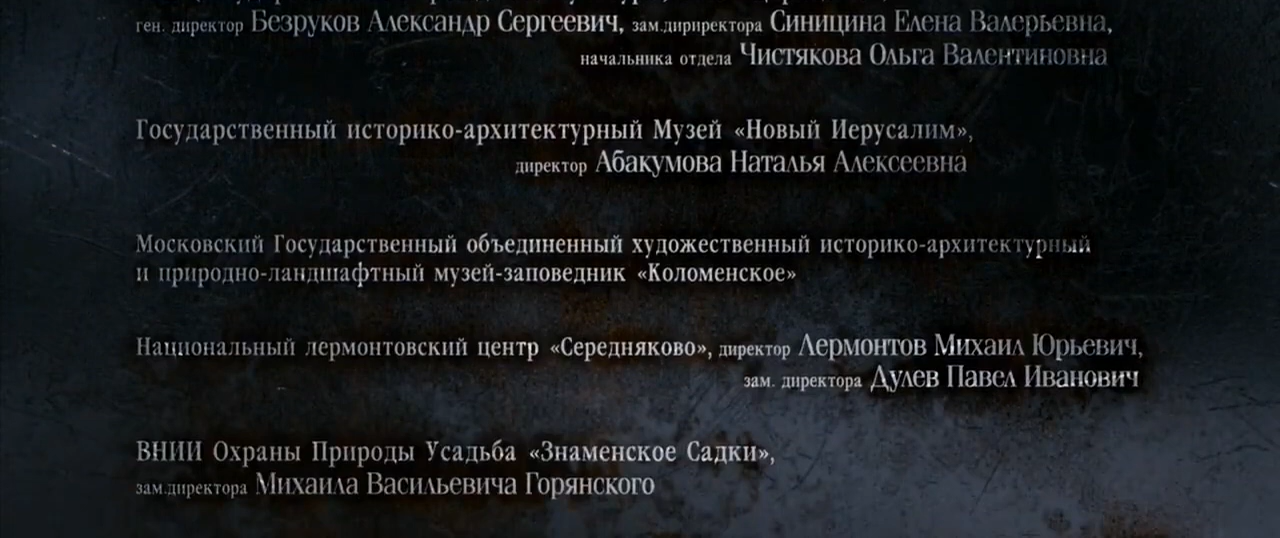 ген. директор Безруков Александр Сергеевич, зам.дириректора Синицина Елена Валерьевна,
начальника отдела Чистякова Ольга Валентиновна
Государственный историко-архитектурный Музей «Новый Иерусалим»,
директор Абакумова Наталья Алексеевна
Московский Государственный объединенный художественный историко-архитектурный
и природно-ландшафтный музей-заповедник «Коломенское»
Национальный лермонтовский центр «Середняково», директор Лермонтов Михаил Юрьевич,
зам. директора Дулев Павел Иванович
ВНИИ Охраны Природы Усадьба «Знаменское Садки»,
зам.директора Михаила Васильевича Горянского